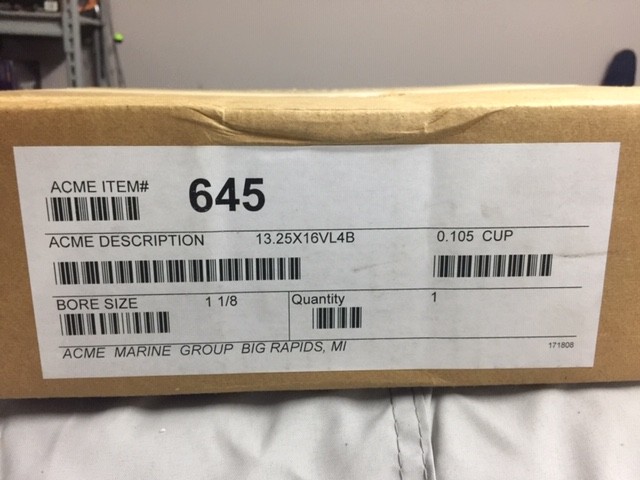 ACME ITEM# 645
ACME DESCRIPTION 13.25X16VL4B 0.105 CUP
BORE SIZE 1 1/8 Quantity 1
ACME MARINE GROUP BIG RAPIDS, MI 171808